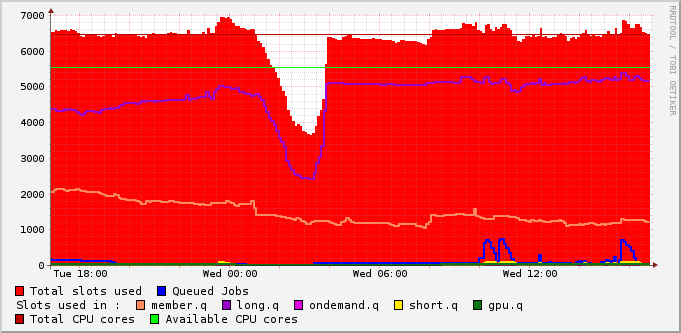 7000
6000
5000
4000
3000
2000
1000
0
Tue 18:00 Wed 00:00 Wed 06:00 Wed 12:00
Total slots used Queued Jobs
Slots used in : member.q long.q ondemand.q short.q gpu.q
Total CPU cores Available CPU cores
RRDTOOL / TOBI OETIKER